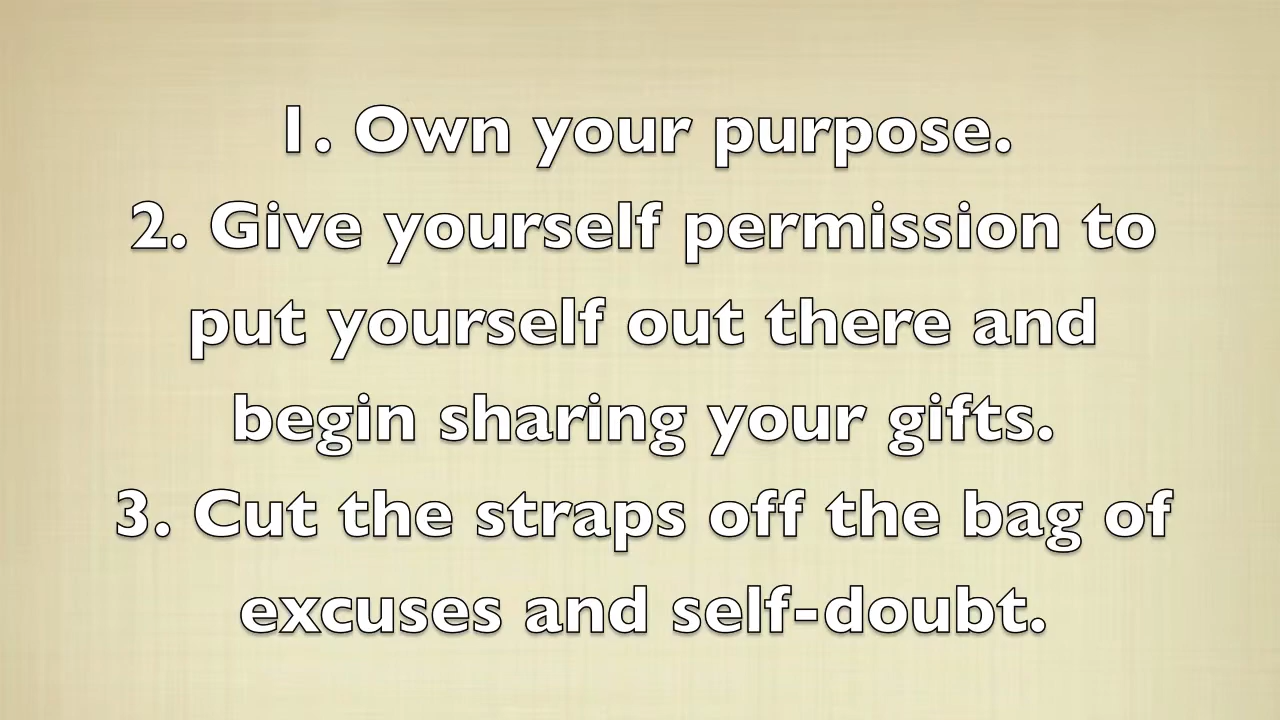 1. Own your purpose.
2. Give yourself permission to
put yourself out there and
begin sharing your gifts.
3. Cut the straps off the bag of
excuses and self-doubt.